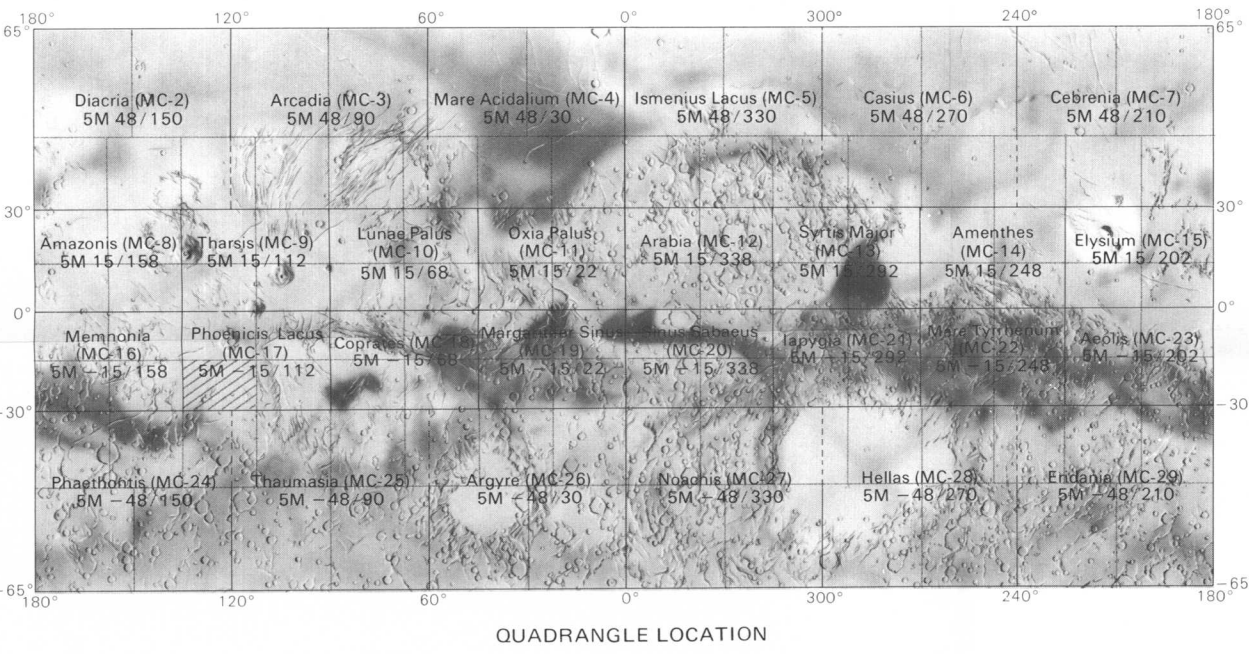 180° 120° 60° 0° 300° 240° 180°
65° 65°
Diacria (MC-2)
5M 48/150
Arcadia (MC-3)
5M 48/90
Mare Acidalium (MC-4)
5M 48/30
Ismenius Lacus (MC-5)
5M 48/330
Casius (MC-6)
5M 48/270
Cebrenia (MC-7)
5M 48/210
30° 30°
Amazonis (MC-8)
5M 15/158
Tharsis (MC-9)
5M 15/112
Lunae Palus
(MC-10)
5M 15/68
Oxia Palus
(MC-11)
5M 15/22
Arabia (MC-12)
5M 15/338
Syrtis Major
(MC-13)
5M 15/292
Amenthes
(MC-14)
5M 15/248
Elysium (MC-15)
5M 15/202
0° 0°
Memnonia
(MC-16)
5M −15/158
Phoenicis Lacus
(MC-17)
5M −15/112
Coprates (MC-18)
5M −15/68
Margaritifer Sinus
(MC-19)
5M −15/22
Sinus Sabaeus
(MC-20)
5M −15/338
Iapygia (MC-21)
5M −15/292
Mare Tyrrhenum
(MC-22)
5M −15/248
Aeolis (MC-23)
5M −15/202
−30° −30
Phaethontis (MC-24)
5M −48/150
Thaumasia (MC-25)
5M −48/90
Argyre (MC-26)
5M −48/30
Noachis (MC-27)
5M −48/330
Hellas (MC-28)
5M −48/270
Eridania (MC-29)
5M −48/210
−65° −65
180° 120° 60° 0° 300° 240° 180°
QUADRANGLE LOCATION